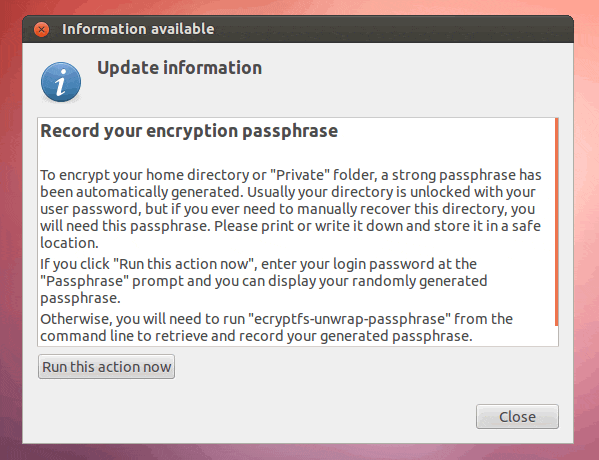 Information available
Update information
Record your encryption passphrase
To encrypt your home directory or "Private" folder, a strong passphrase has
been automatically generated. Usually your directory is unlocked with your
user password, but if you ever need to manually recover this directory, you
will need this passphrase. Please print or write it down and store it in a safe
location.
If you click "Run this action now", enter your login password at the
"Passphrase" prompt and you can display your randomly generated
passphrase.
Otherwise, you will need to run "ecryptfs-unwrap-passphrase" from the
command line to retrieve and record your generated passphrase.
Run this action now
Close